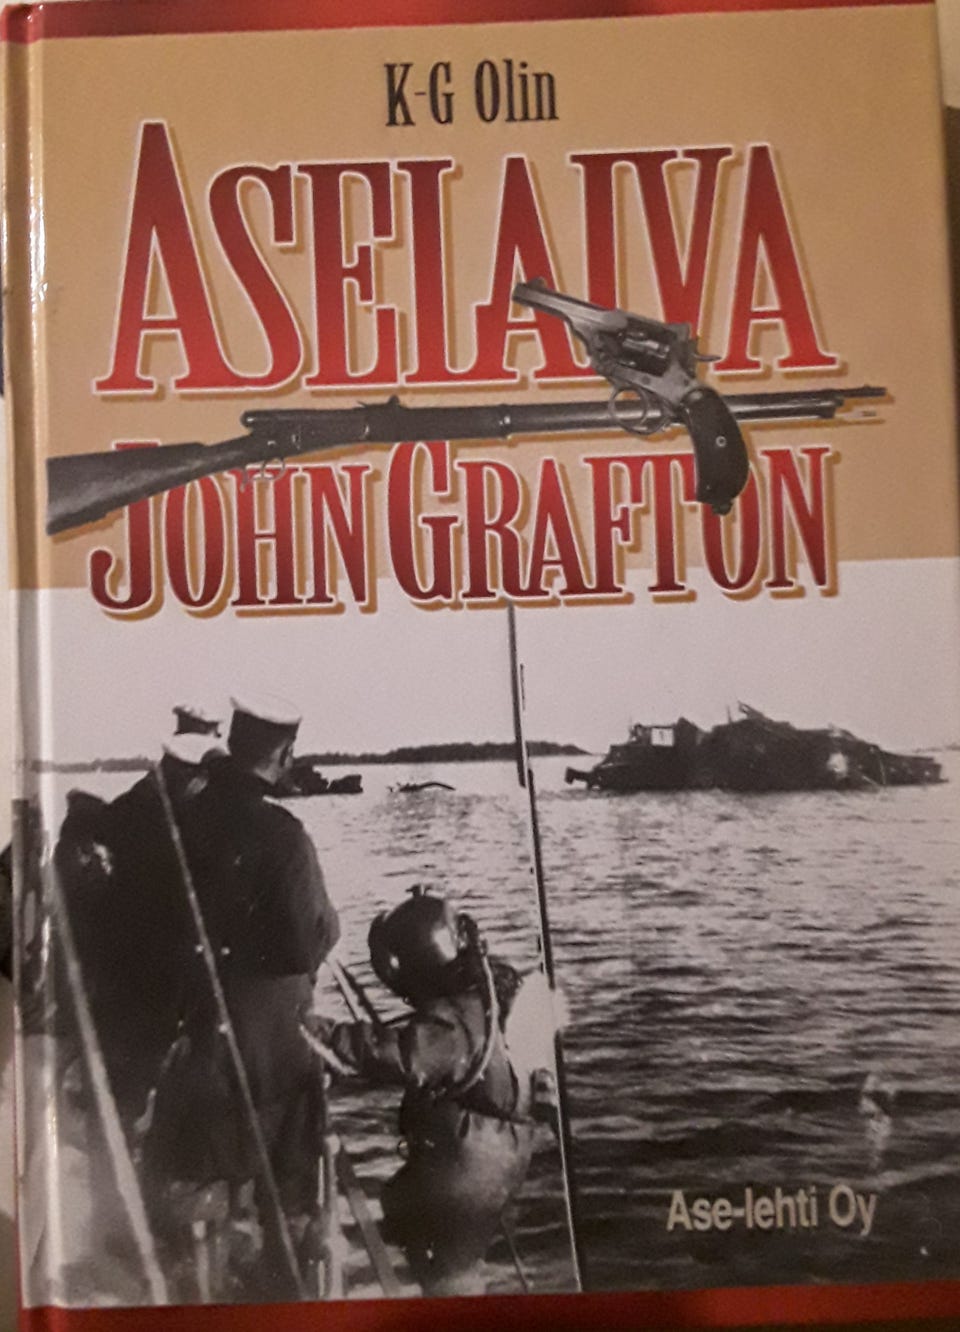 K-G Olin
ASELAIVA
JOHN GRAFTON
Ase-lehti Oy